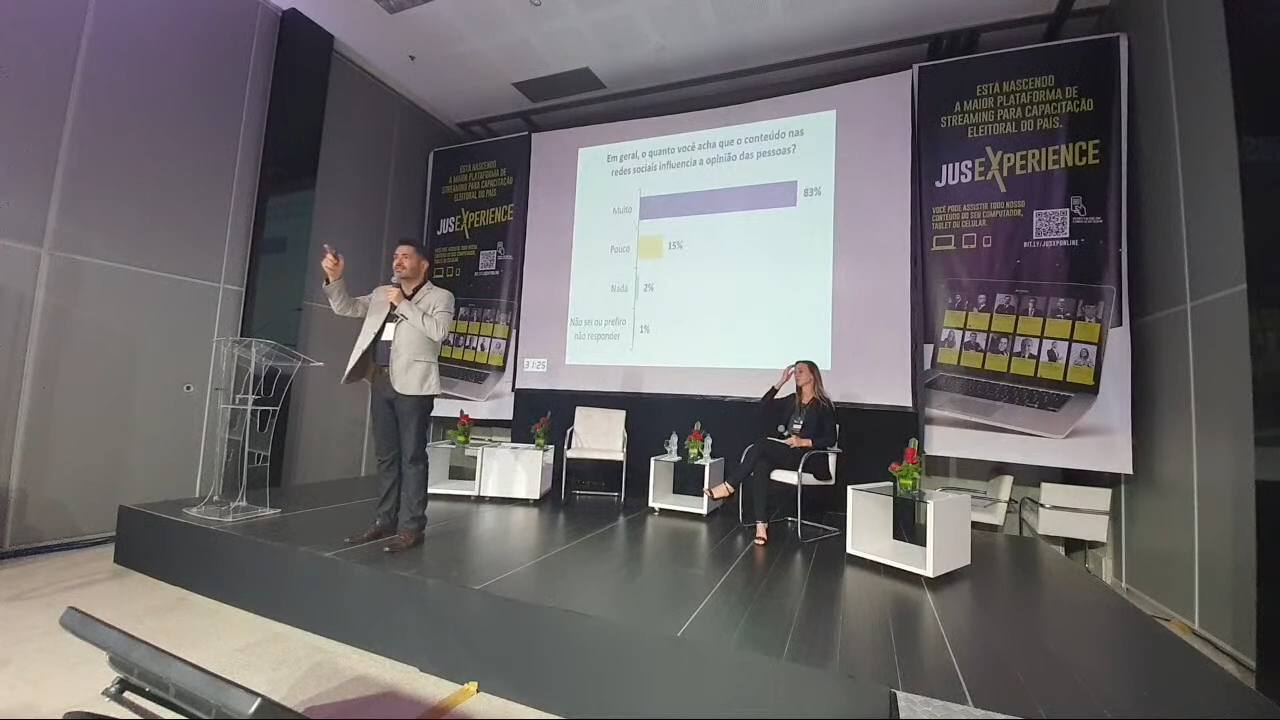 ESTÁ NASCENDO
A MAIOR PLATAFORMA DE
STREAMING PARA CAPACITAÇÃO
ELEITORAL DO PAÍS.
JUSEXPERIENCE
Em geral, o quanto você acha que o conteúdo nas
redes sociais influencia a opinião das pessoas?
Muito 83%
Pouco 15%
Nada 2%
Não sei ou prefiro
não responder 1%
31:25
ESTÁ NASCENDO
A MAIOR PLATAFORMA DE
STREAMING PARA CAPACITAÇÃO
ELEITORAL DO PAÍS.
JUSEXPERIENCE
VOCÊ PODE ASSISTIR TODO NOSSO
CONTEÚDO DO SEU COMPUTADOR,
TABLET OU CELULAR.
BIT.LY/JUSXPONLINE